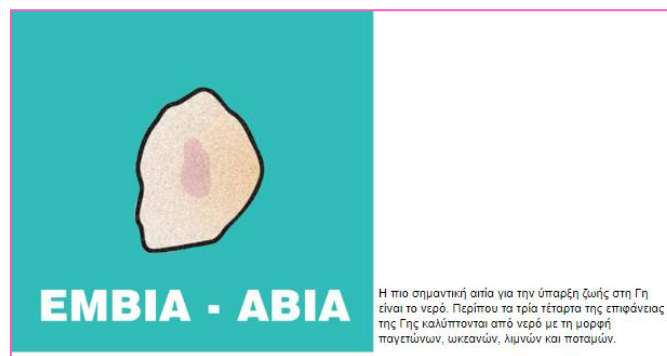 ΕΜΒΙΑ - ΑΒΙΑ
Η πιο σημαντική αιτία για την ύπαρξη ζωής στη Γη
είναι το νερό. Περίπου τα τρία τέταρτα της επιφάνειας
της Γης καλύπτονται από νερό με τη μορφή
παγετώνων, ωκεανών, λιμνών και ποταμών.